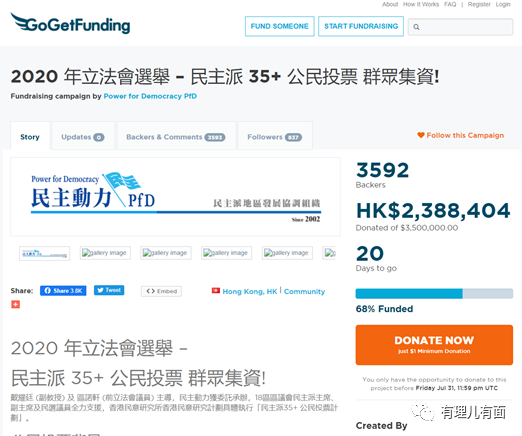 About How It Works FAQ | Register Login
GoGetFunding
FUND SOMEONE
START FUNDRAISING
2020 年立法會選舉 – 民主派 35+ 公民投票 群眾集資!
Fundraising campaign by Power for Democracy PfD
Story
Updates 0
Backers & Comments 3593
Followers 827
Follow this Campaign
Power for Democracy
民主動力 PfD
民主派地區發展協調組織
Since 2002
gallery image
gallery image
gallery image
gallery image
3592
Backers
HK$2,388,404
Donated of $3,500,000.00
20
Days to go
68% Funded
Share:
Share 3.8K
Tweet
<> Embed
Hong Kong, HK | Community
DONATE NOW
Just $1 Minimum Donation
You only have the opportunity to donate to this
project before Friday Jul 31, 11:59 pm UTC
2020 年立法會選舉 –
民主派 35+ 公民投票 群眾集資!
戴耀廷 (副教授) 及 區諾軒 (前立法會議員) 主導，民主動力獲委託承辦，18區區議會民主派主席、
副主席及民選議員全力支援，香港民意研究所香港民意研究計劃具體執行「民主派35+ 公民投票計
劃」。
Created By
有理儿有面